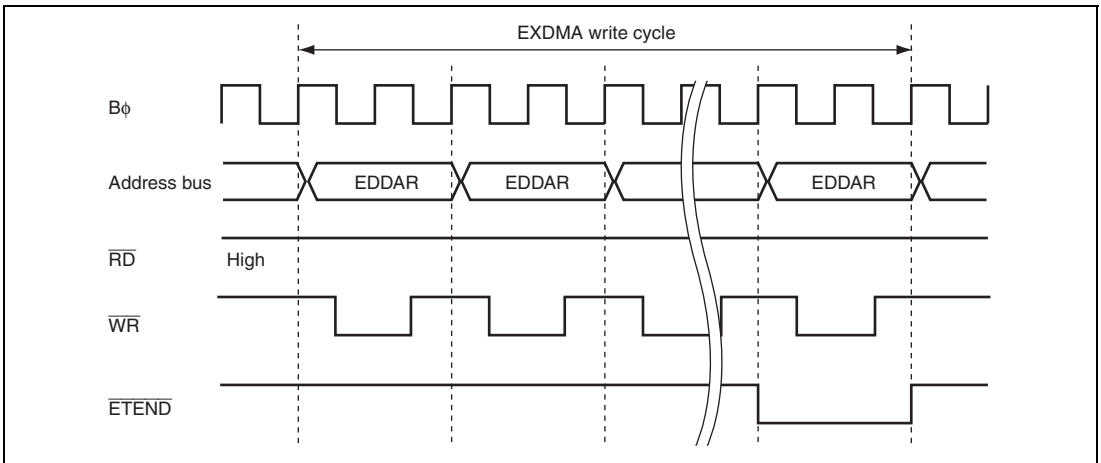 EXDMA write cycle
Bϕ
Address bus
EDDAR
EDDAR
EDDAR
RD
High
WR
ETEND